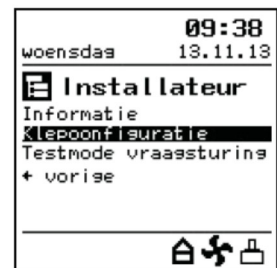 09:38
woensdag 13.11.13
Installateur
Informatie
Klepconfiguratie
Testmode vraagsturing
← vorige